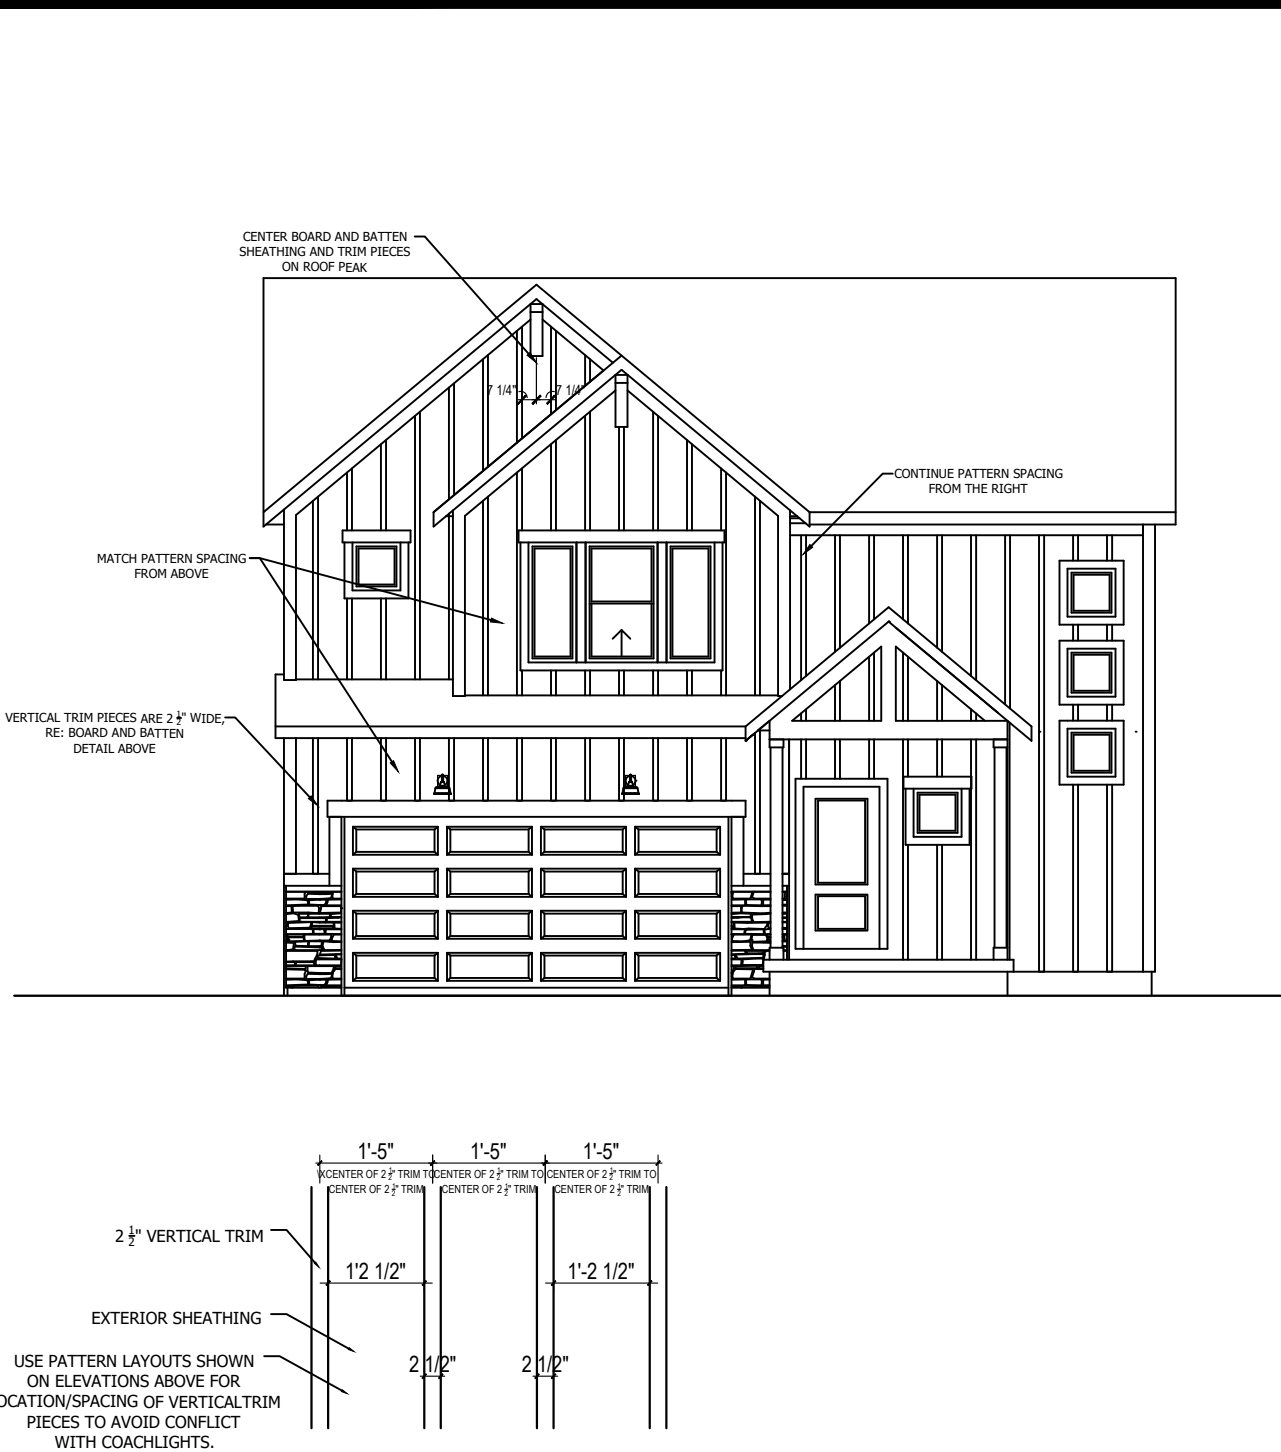 CENTER BOARD AND BATTEN
SHEATHING AND TRIM PIECES
ON ROOF PEAK
7 1/4" 7 1/4"
CONTINUE PATTERN SPACING
FROM THE RIGHT
MATCH PATTERN SPACING
FROM ABOVE
VERTICAL TRIM PIECES ARE 2 ½" WIDE,
RE: BOARD AND BATTEN
DETAIL ABOVE
1'-5" 1'-5" 1'-5"
CENTER OF 2 ½" TRIM TO CENTER OF 2 ½" TRIM TO CENTER OF 2 ½" TRIM TO
CENTER OF 2 ½" TRIM CENTER OF 2 ½" TRIM CENTER OF 2 ½" TRIM
2 ½" VERTICAL TRIM
1'2 1/2" 1'-2 1/2"
EXTERIOR SHEATHING
2 1/2" 2 1/2"
USE PATTERN LAYOUTS SHOWN
ON ELEVATIONS ABOVE FOR
OCATION/SPACING OF VERTICALTRIM
PIECES TO AVOID CONFLICT
WITH COACHLIGHTS.